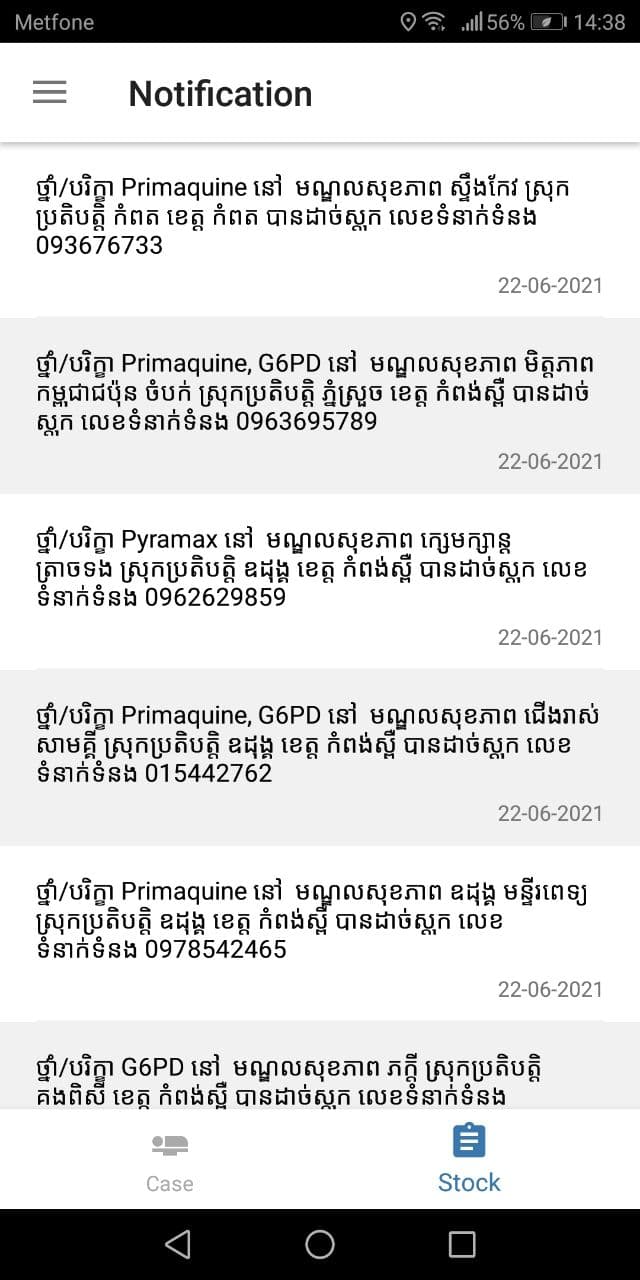 Metfone
56%
14:38
Notification
ថ្នាំ/បរិក្ខា Primaquine នៅ មណ្ឌលសុខភាព ស្ទឹងកែវ ស្រុក
ប្រតិបត្តិ កំពត ខេត្ត កំពត បានដាច់ស្តុក លេខទំនាក់ទំនង
093676733
22-06-2021
ថ្នាំ/បរិក្ខា Primaquine, G6PD នៅ មណ្ឌលសុខភាព មិត្តភាព
កម្ពុជាជប៉ុន ចំបក់ ស្រុកប្រតិបត្តិ ភ្នំស្រួច ខេត្ត កំពង់ស្ពឺ បានដាច់
ស្តុក លេខទំនាក់ទំនង 0963695789
22-06-2021
ថ្នាំ/បរិក្ខា Pyramax នៅ មណ្ឌលសុខភាព ក្សេមក្សាន្ត
ត្រាចទង ស្រុកប្រតិបត្តិ ឧដុង្គ ខេត្ត កំពង់ស្ពឺ បានដាច់ស្តុក លេខ
ទំនាក់ទំនង 0962629859
22-06-2021
ថ្នាំ/បរិក្ខា Primaquine, G6PD នៅ មណ្ឌលសុខភាព ជើងរាស់
សាមគ្គី ស្រុកប្រតិបត្តិ ឧដុង្គ ខេត្ត កំពង់ស្ពឺ បានដាច់ស្តុក លេខ
ទំនាក់ទំនង 015442762
22-06-2021
ថ្នាំ/បរិក្ខា Primaquine នៅ មណ្ឌលសុខភាព ឧដុង្គ មន្ទីរពេទ្យ
ស្រុកប្រតិបត្តិ ឧដុង្គ ខេត្ត កំពង់ស្ពឺ បានដាច់ស្តុក លេខ
ទំនាក់ទំនង 0978542465
22-06-2021
ថ្នាំ/បរិក្ខា G6PD នៅ មណ្ឌលសុខភាព ភក្តី ស្រុកប្រតិបត្តិ
គងពិសី ខេត្ត កំពង់ស្ពឺ បានដាច់ស្តុក លេខទំនាក់ទំនង
Case
Stock